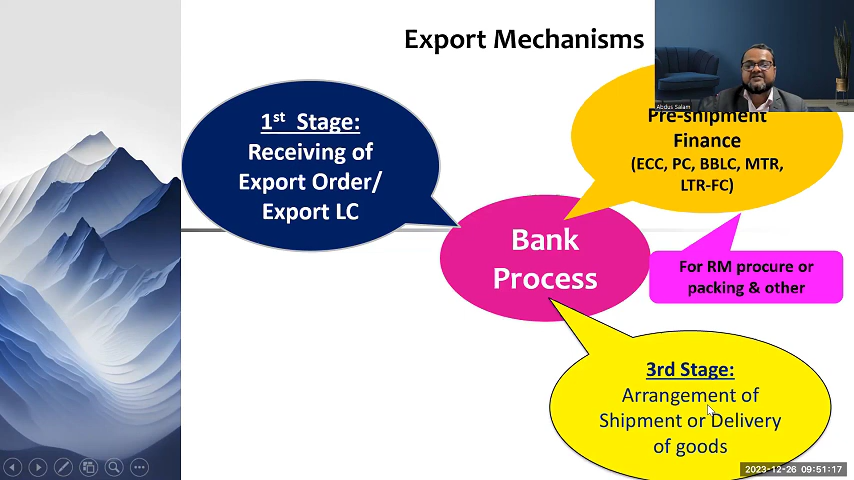 Export Mechanisms
Abdus Salam
1st Stage:
Receiving of
Export Order/
Export LC
Pre-shipment
Finance
(ECC, PC, BBLC, MTR,
LTR-FC)
Bank
Process
For RM procure or
packing & other
3rd Stage:
Arrangement of
Shipment or Delivery
of goods
2023-12-26 09:51:17